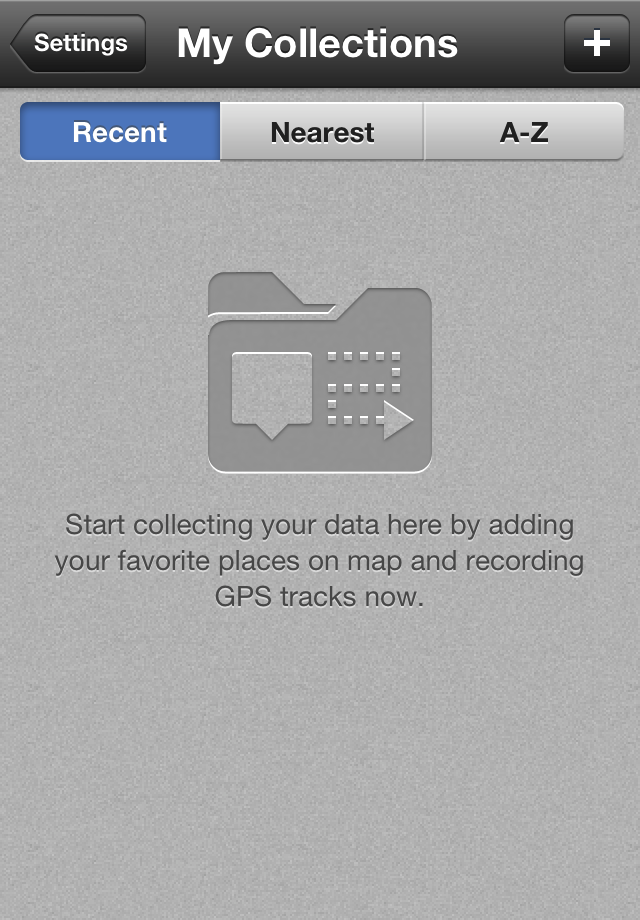 Settings
My Collections
+
Recent
Nearest
A-Z
Start collecting your data here by adding
your favorite places on map and recording
GPS tracks now.